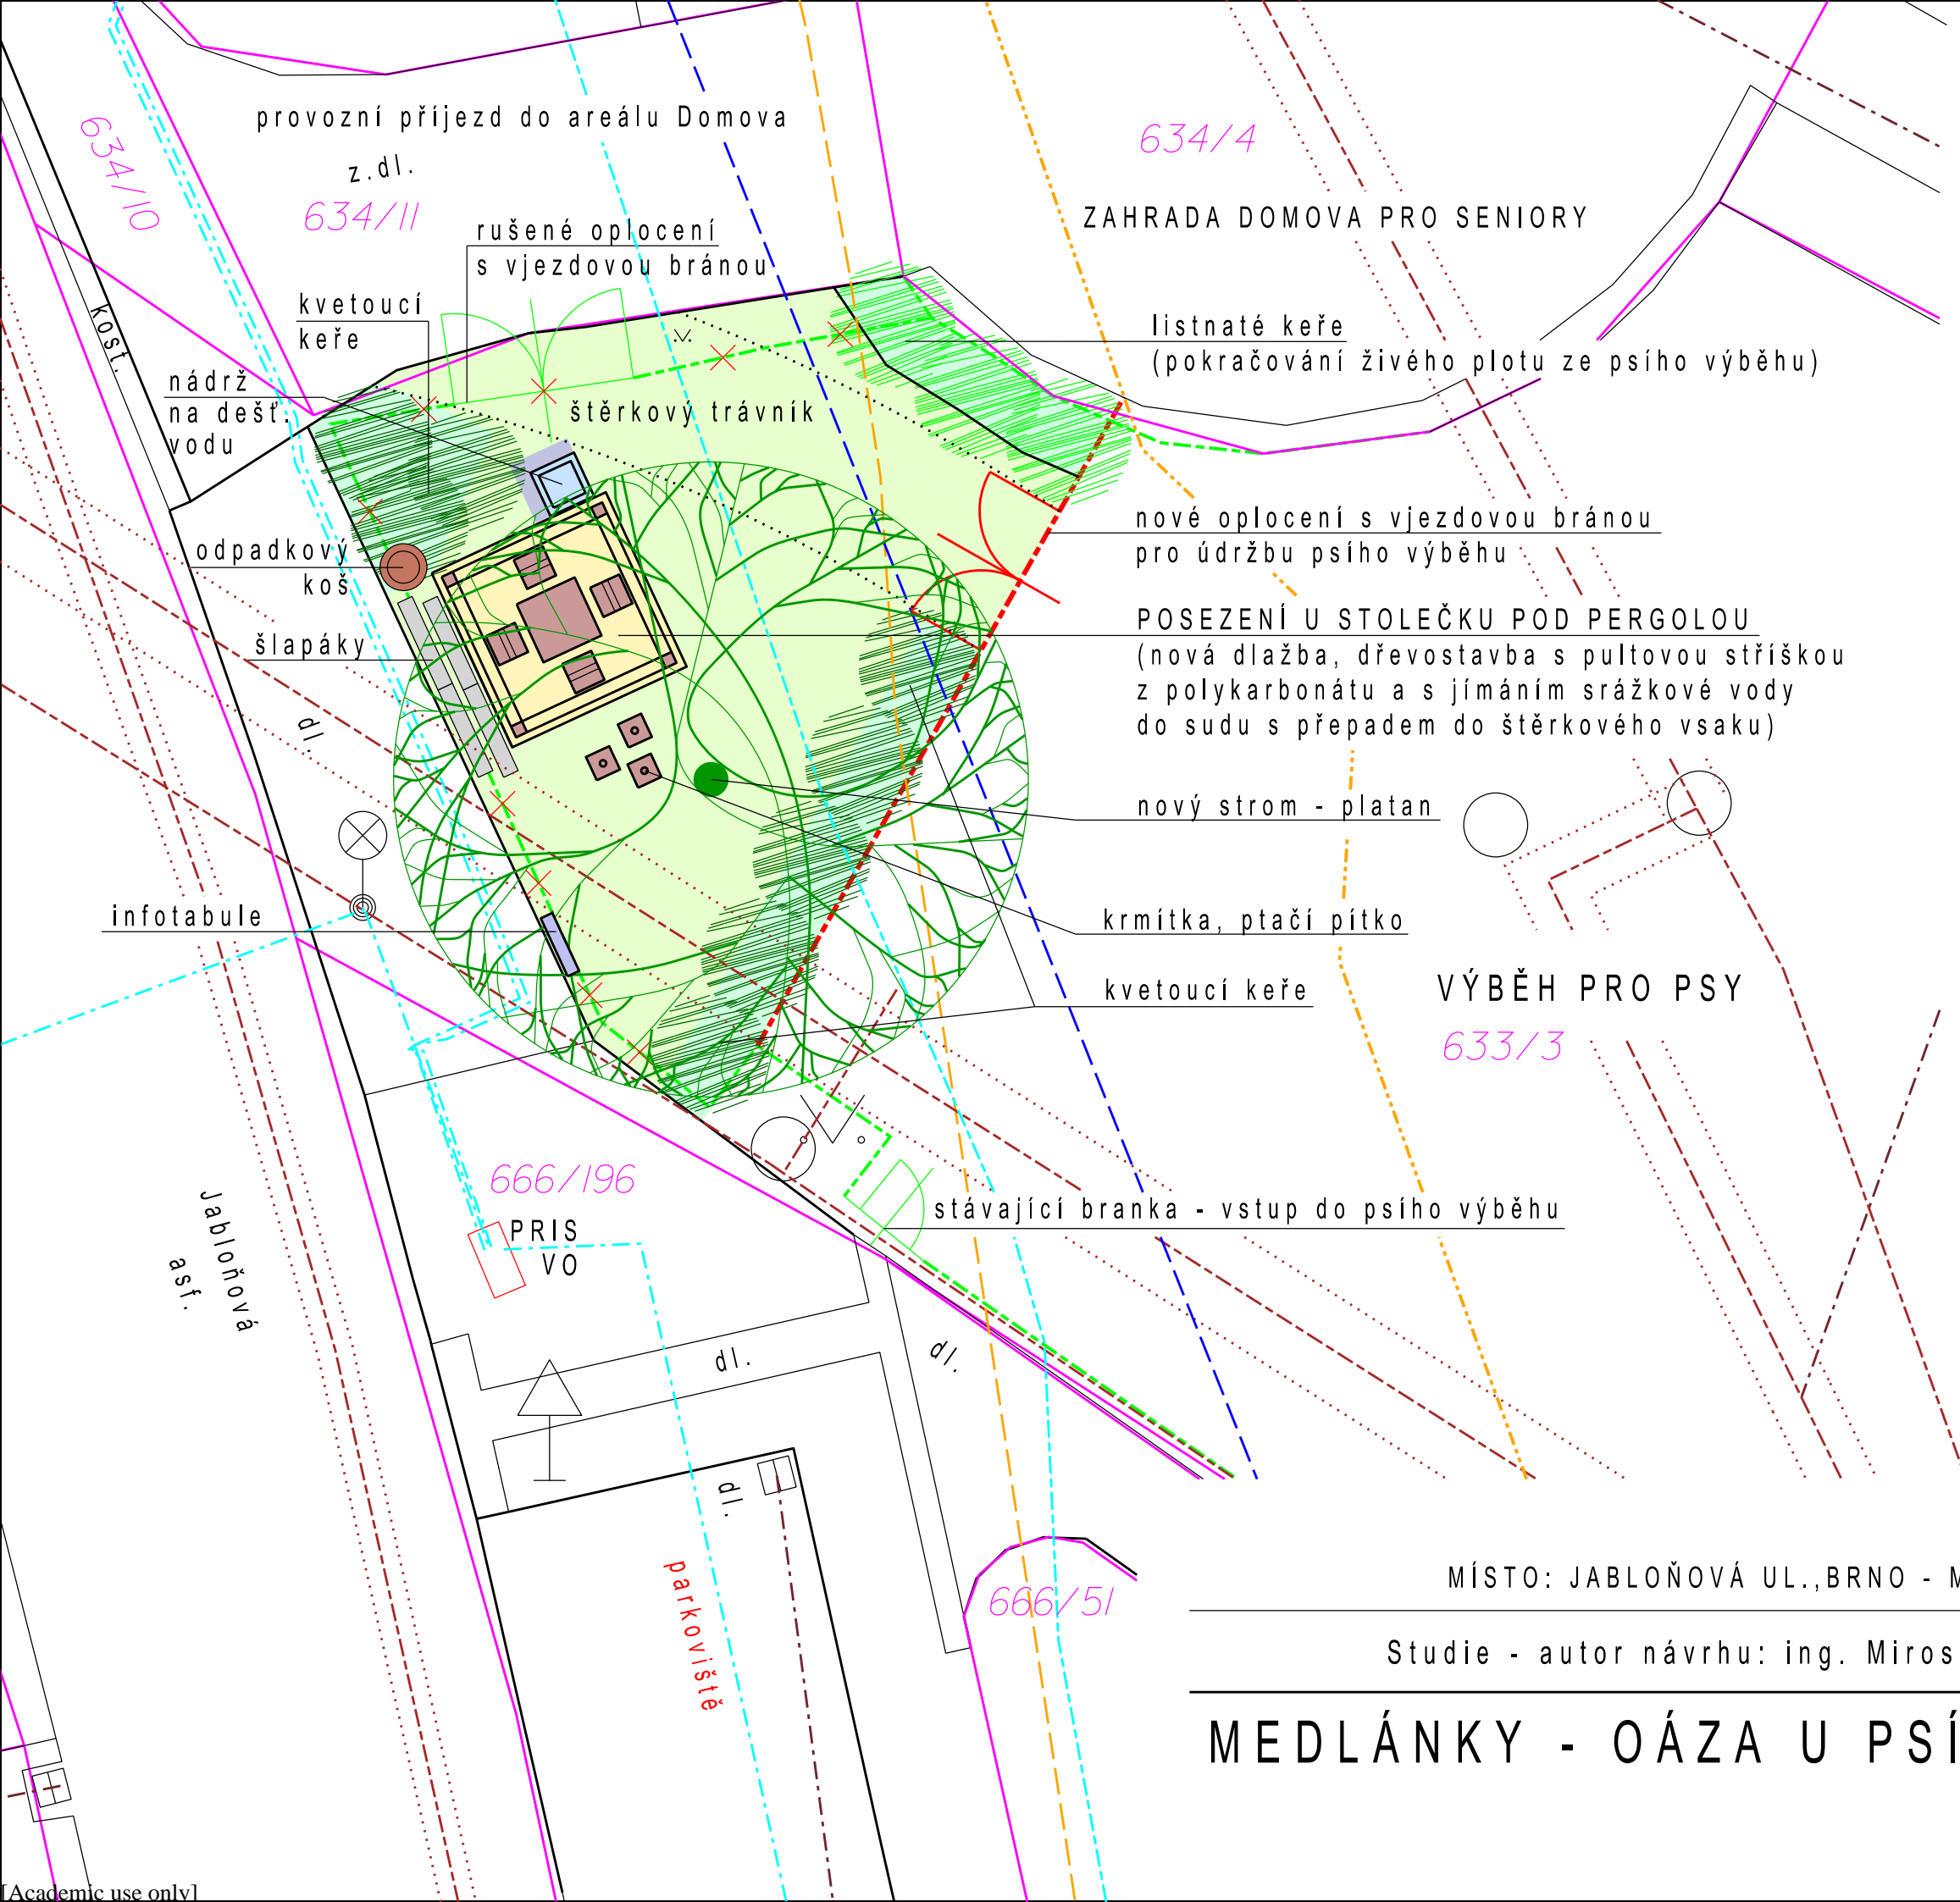 provozní příjezd do areálu Domova
z.dl.
634/10
634/11
634/4
ZAHRADA DOMOVA PRO SENIORY
rušené oplocení
s vjezdovou bránou
kvetoucí
keře
kost.
nádrž
na dešť.
vodu
štěrkový trávník
listnaté keře
(pokračování živého plotu ze psího výběhu)
odpadkový
koš
šlapáky
nové oplocení s vjezdovou bránou
pro údržbu psího výběhu
POSEZENÍ U STOLEČKU POD PERGOLOU
(nová dlažba, dřevostavba s pultovou stříškou
z polykarbonátu a s jímáním srážkové vody
do sudu s přepadem do štěrkového vsaku)
dl.
nový strom - platan
infotabule
krmítka, ptačí pítko
kvetoucí keře
VÝBĚH PRO PSY
633/3
666/196
PRIS
VO
stávající branka - vstup do psího výběhu
Jabloňová
asf.
dl.
dl.
dl.
parkoviště
666/51
MÍSTO: JABLOŇOVÁ UL.,BRNO - M
Studie - autor návrhu: ing. Miros
MEDLÁNKY - OÁZA U PSÍ
[Academic use only]